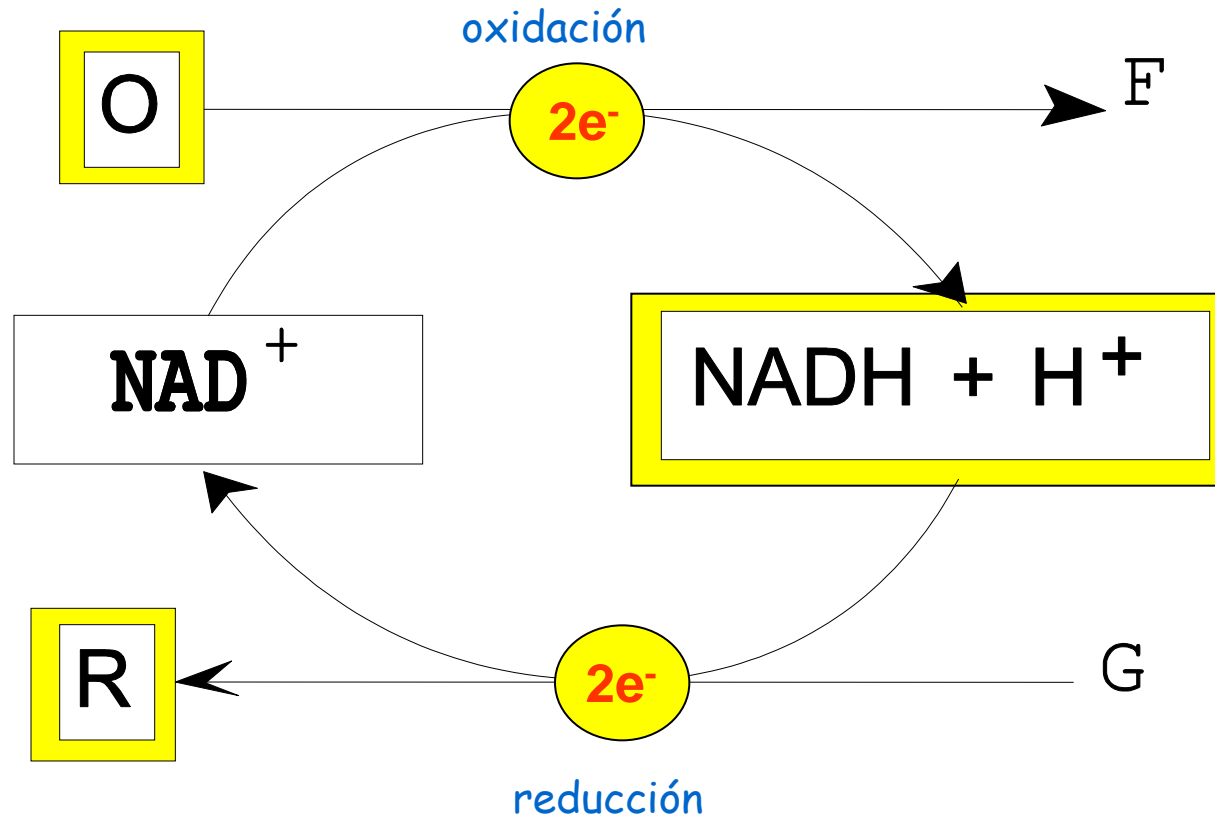 oxidación
O
2e⁻
F
NAD⁺
NADH + H⁺
R
2e⁻
G
reducción